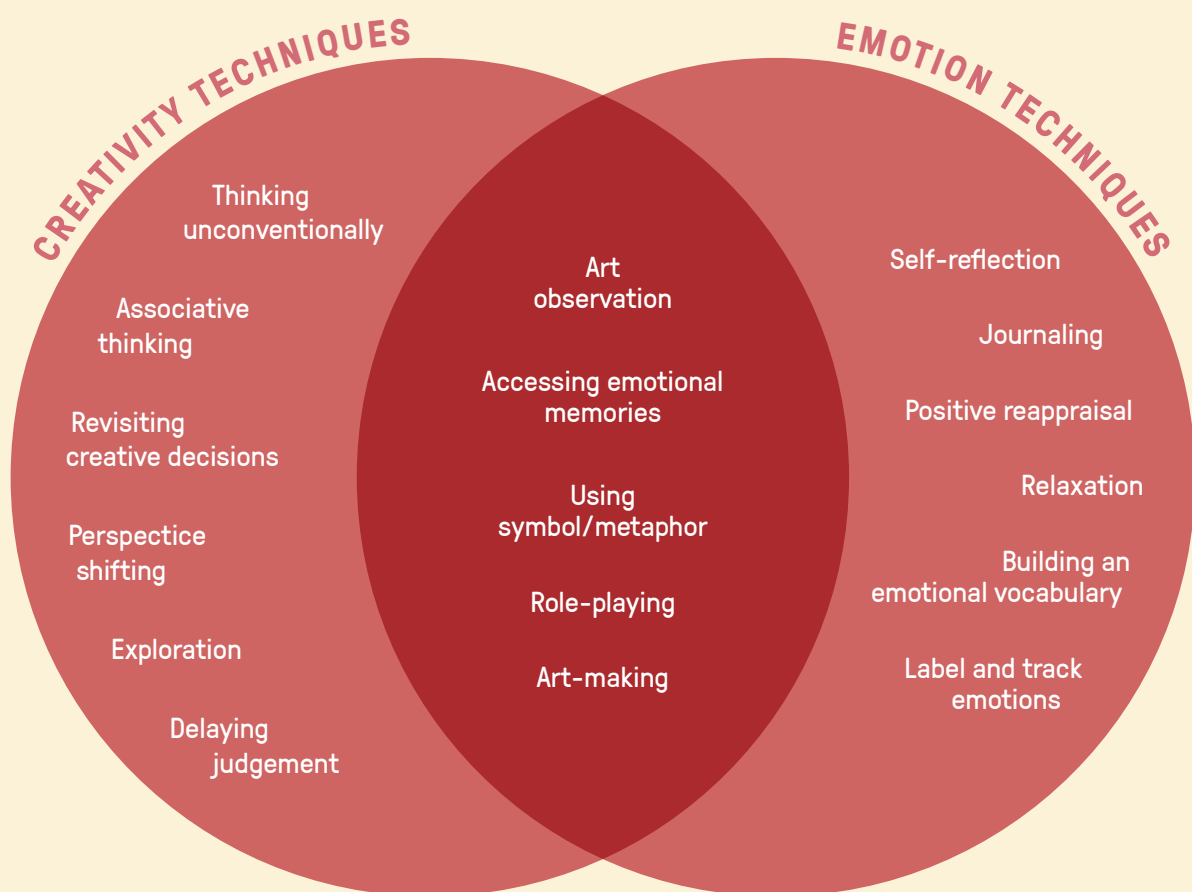 CREATIVITY TECHNIQUES
Thinking
unconventionally
Associative
thinking
Revisiting
creative decisions
Perspectice
shifting
Exploration
Delaying
judgement
Art
observation
Accessing emotional
memories
Using
symbol/metaphor
Role-playing
Art-making
EMOTION TECHNIQUES
Self-reflection
Journaling
Positive reappraisal
Relaxation
Building an
emotional vocabulary
Label and track
emotions